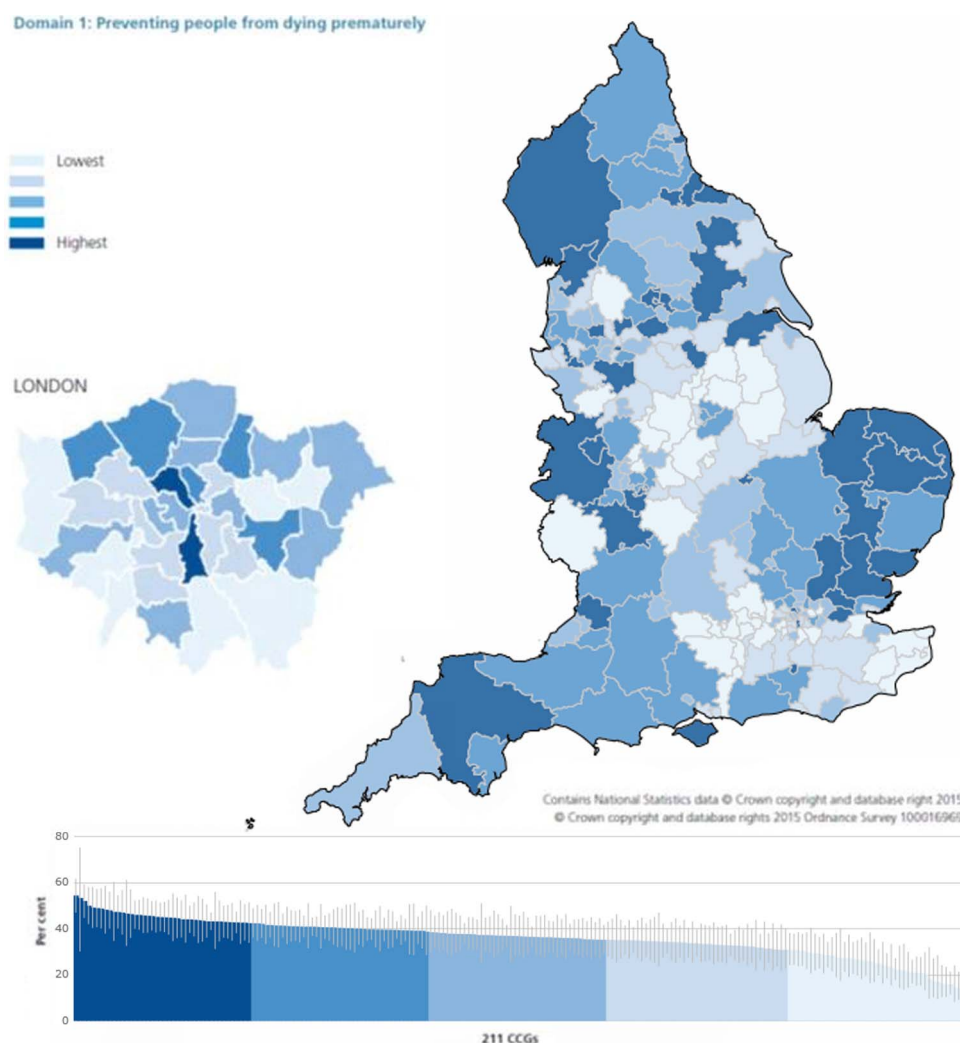 Domain 1: Preventing people from dying prematurely
Lowest
Highest
LONDON
Contains National Statistics data © Crown copyright and database right 2015
© Crown copyright and database rights 2015 Ordnance Survey 100016969
80
60
40
20
0
Per cent
211 CCGs